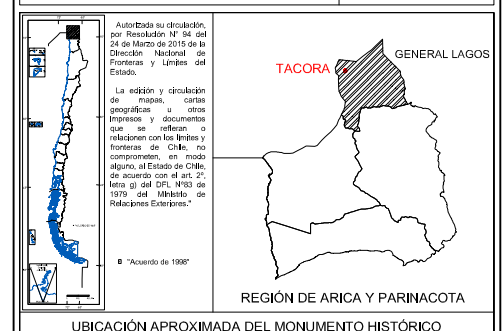 Autorizada su circulación,
por Resolución N° 94 del
24 de Marzo de 2015 de la
Dirección Nacional de
Fronteras y Límites del
Estado.
La edición y circulación
de mapas, cartas
geográficas u otros
impresos y documentos
que se refieran o
relacionen con los límites y
fronteras de Chile, no
comprometen, en modo
alguno, al Estado de Chile,
de acuerdo con el art. 2°,
letra g) del DFL N°83 de
1979 del Ministerio de
Relaciones Exteriores."
"Acuerdo de 1998"
GENERAL LAGOS
TACORA
REGIÓN DE ARICA Y PARINACOTA
UBICACIÓN APROXIMADA DEL MONUMENTO HISTÓRICO